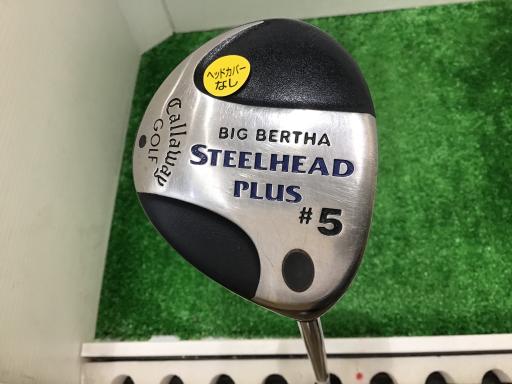 ヘッドカバー
なし
Callaway
GOLF
BIG BERTHA
STEELHEAD
PLUS
#5